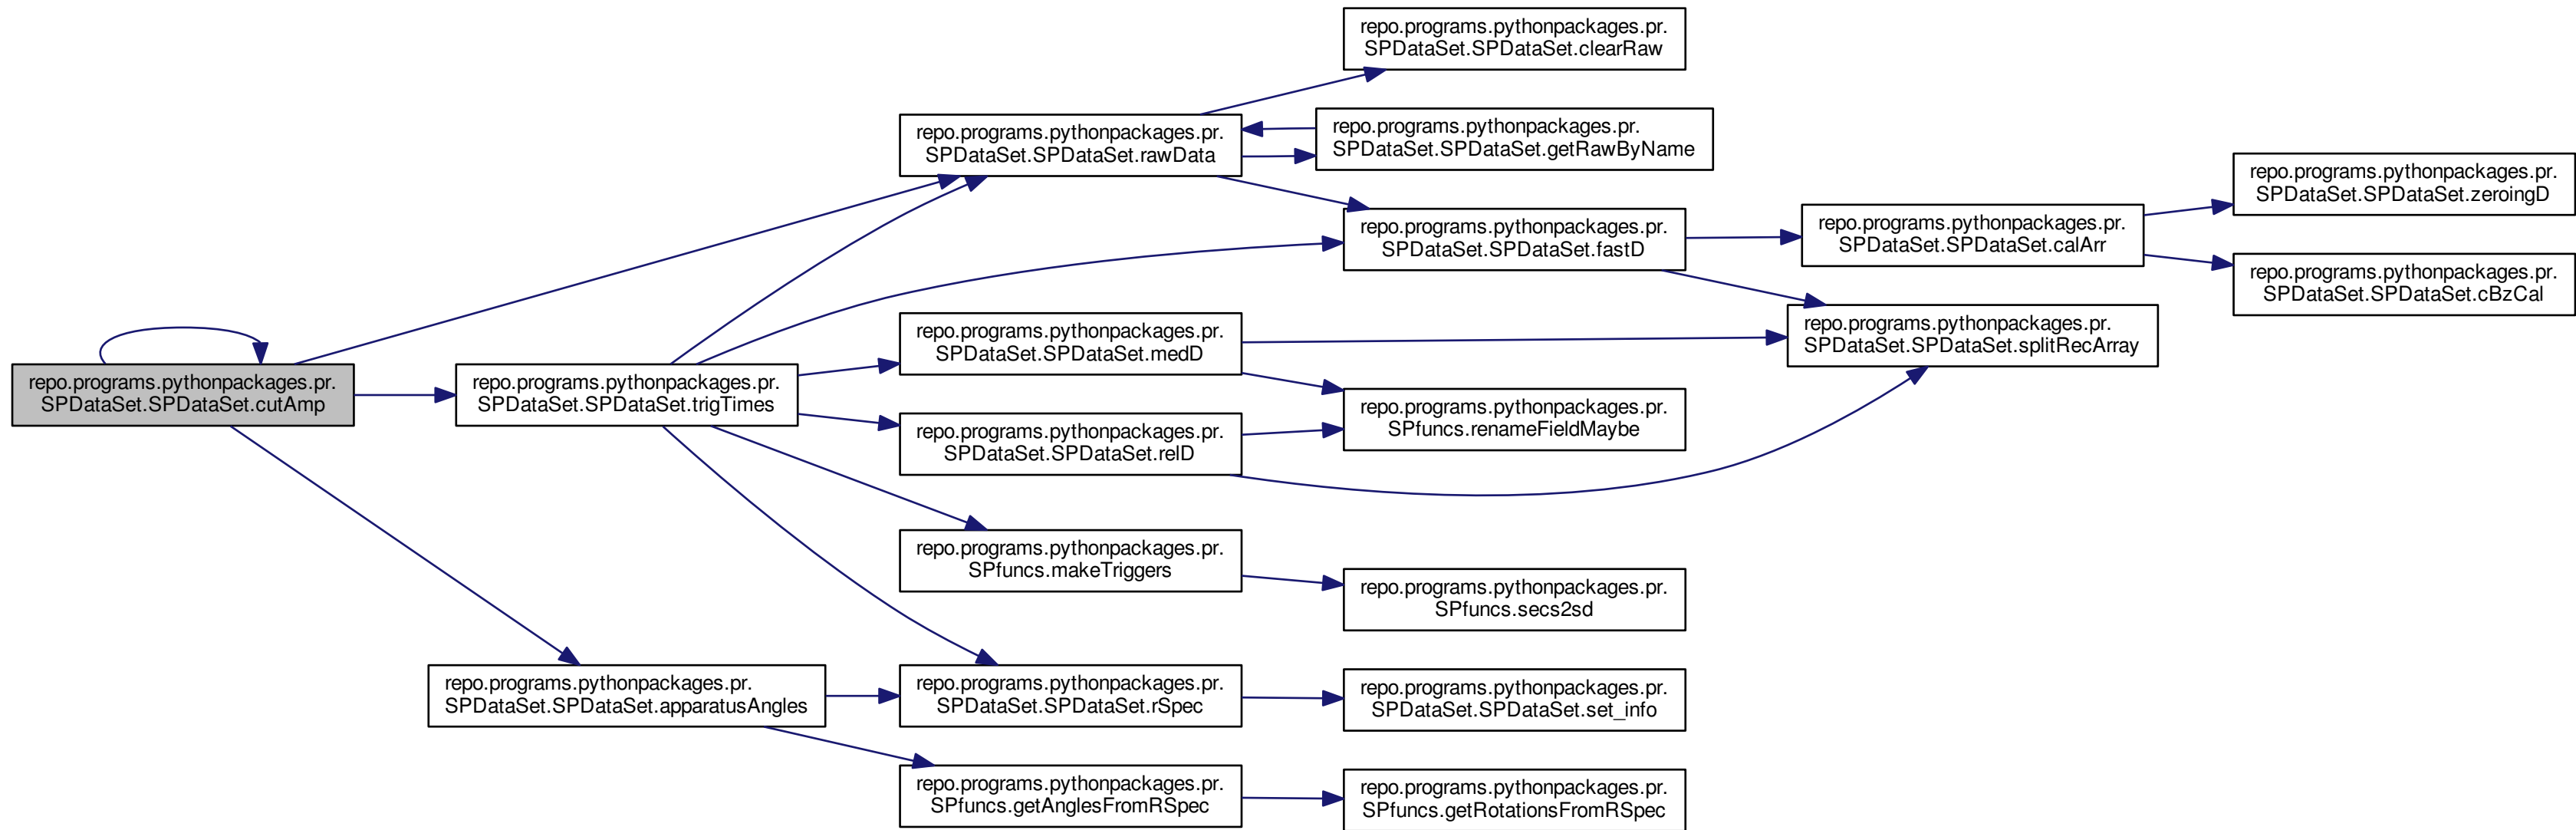 repo.programs.pythonpackages.pr.
SPDataSet.SPDataSet.cutAmp
repo.programs.pythonpackages.pr.
SPDataSet.SPDataSet.trigTimes
repo.programs.pythonpackages.pr.
SPDataSet.SPDataSet.apparatusAngles
repo.programs.pythonpackages.pr.
SPDataSet.SPDataSet.rawData
repo.programs.pythonpackages.pr.
SPDataSet.SPDataSet.medD
repo.programs.pythonpackages.pr.
SPDataSet.SPDataSet.relD
repo.programs.pythonpackages.pr.
SPfuncs.makeTriggers
repo.programs.pythonpackages.pr.
SPDataSet.SPDataSet.rSpec
repo.programs.pythonpackages.pr.
SPfuncs.getAnglesFromRSpec
repo.programs.pythonpackages.pr.
SPDataSet.SPDataSet.clearRaw
repo.programs.pythonpackages.pr.
SPDataSet.SPDataSet.getRawByName
repo.programs.pythonpackages.pr.
SPDataSet.SPDataSet.fastD
repo.programs.pythonpackages.pr.
SPfuncs.renameFieldMaybe
repo.programs.pythonpackages.pr.
SPfuncs.secs2sd
repo.programs.pythonpackages.pr.
SPDataSet.SPDataSet.set_info
repo.programs.pythonpackages.pr.
SPfuncs.getRotationsFromRSpec
repo.programs.pythonpackages.pr.
SPDataSet.SPDataSet.calArr
repo.programs.pythonpackages.pr.
SPDataSet.SPDataSet.splitRecArray
repo.programs.pythonpackages.pr.
SPDataSet.SPDataSet.zeroingD
repo.programs.pythonpackages.pr.
SPDataSet.SPDataSet.cBzCal